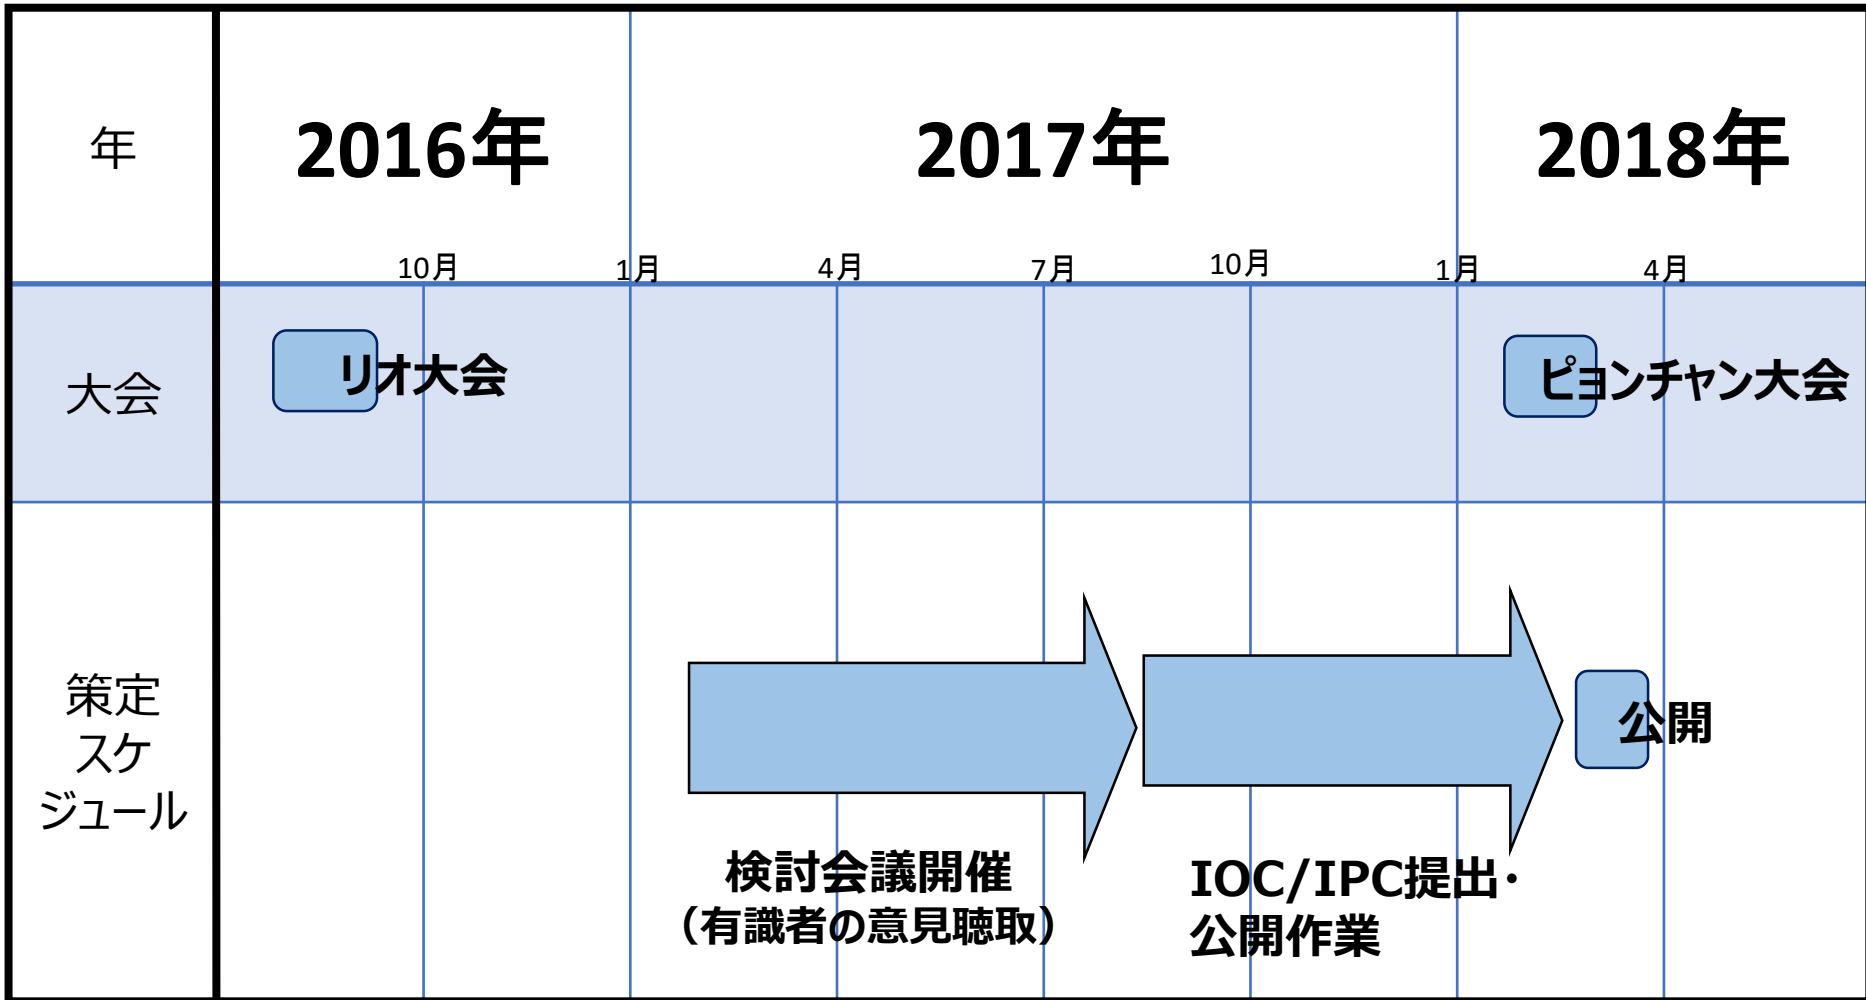 年
2016年
2017年
2018年
10月
1月
4月
7月
10月
1月
4月
大会
リオ大会
ピョンチャン大会
策定
スケ
ジュール
検討会議開催
（有識者の意見聴取）
IOC/IPC提出・
公開作業
公開